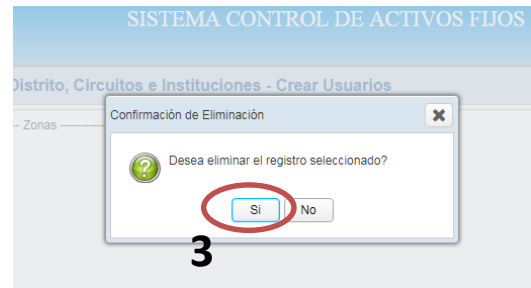 SISTEMA CONTROL DE ACTIVOS FIJOS
Distrito, Circuitos e Instituciones - Crear Usuarios
-- Zonas ----------
Confirmación de Eliminación
Desea eliminar el registro seleccionado?
Si No
3